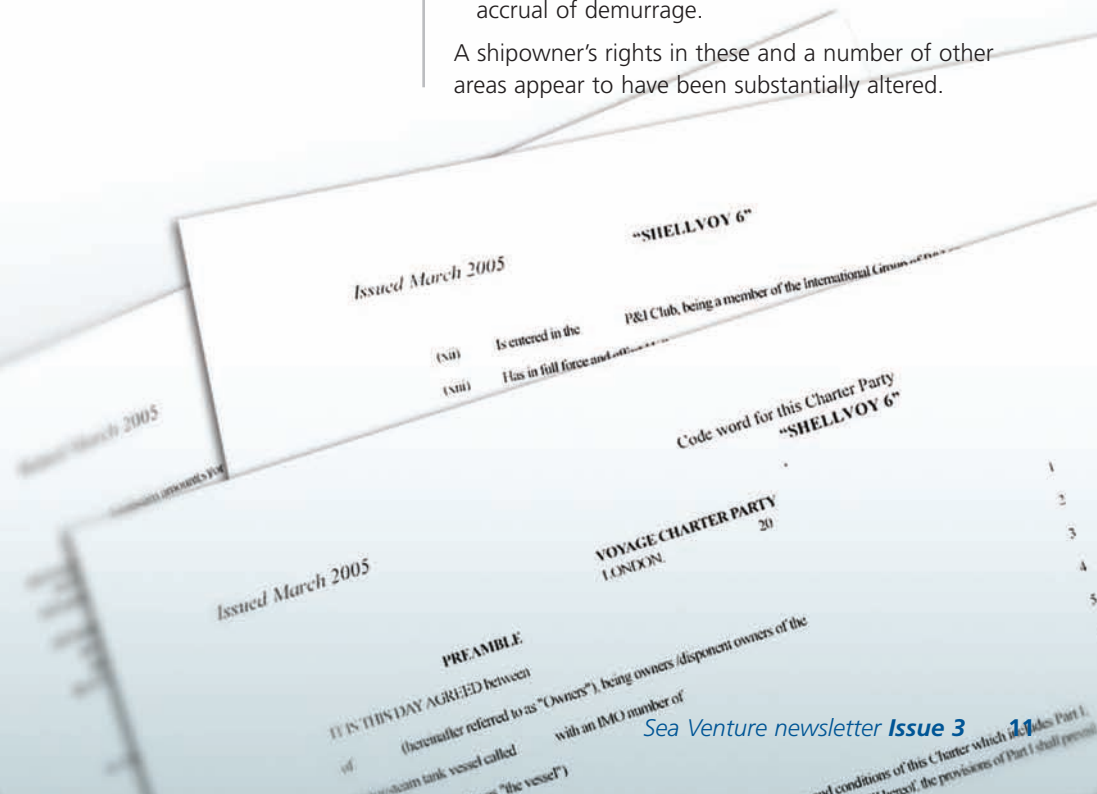 accrual of demurrage.
A shipowner's rights in these and a number of other
areas appear to have been substantially altered.
"SHELLVOY 6"
Issued March 2005
(xii) Is entered in the P&I Club, being a member of the International Group of
(xiii) Has in full force and
March 2005
Code word for this Charter Party
"SHELLVOY 6"
Issued March 2005
VOYAGE CHARTER PARTY
20
LONDON,
1
2
3
4
5
PREAMBLE
IT IS THIS DAY AGREED between
of (hereinafter referred to as "Owners"), being owners /disponent owners of the
tank vessel called with an IMO number of
"the vessel")
conditions of this Charter which includes Part I
hereof, the provisions of Part I shall prevail
Sea Venture newsletter Issue 3 11